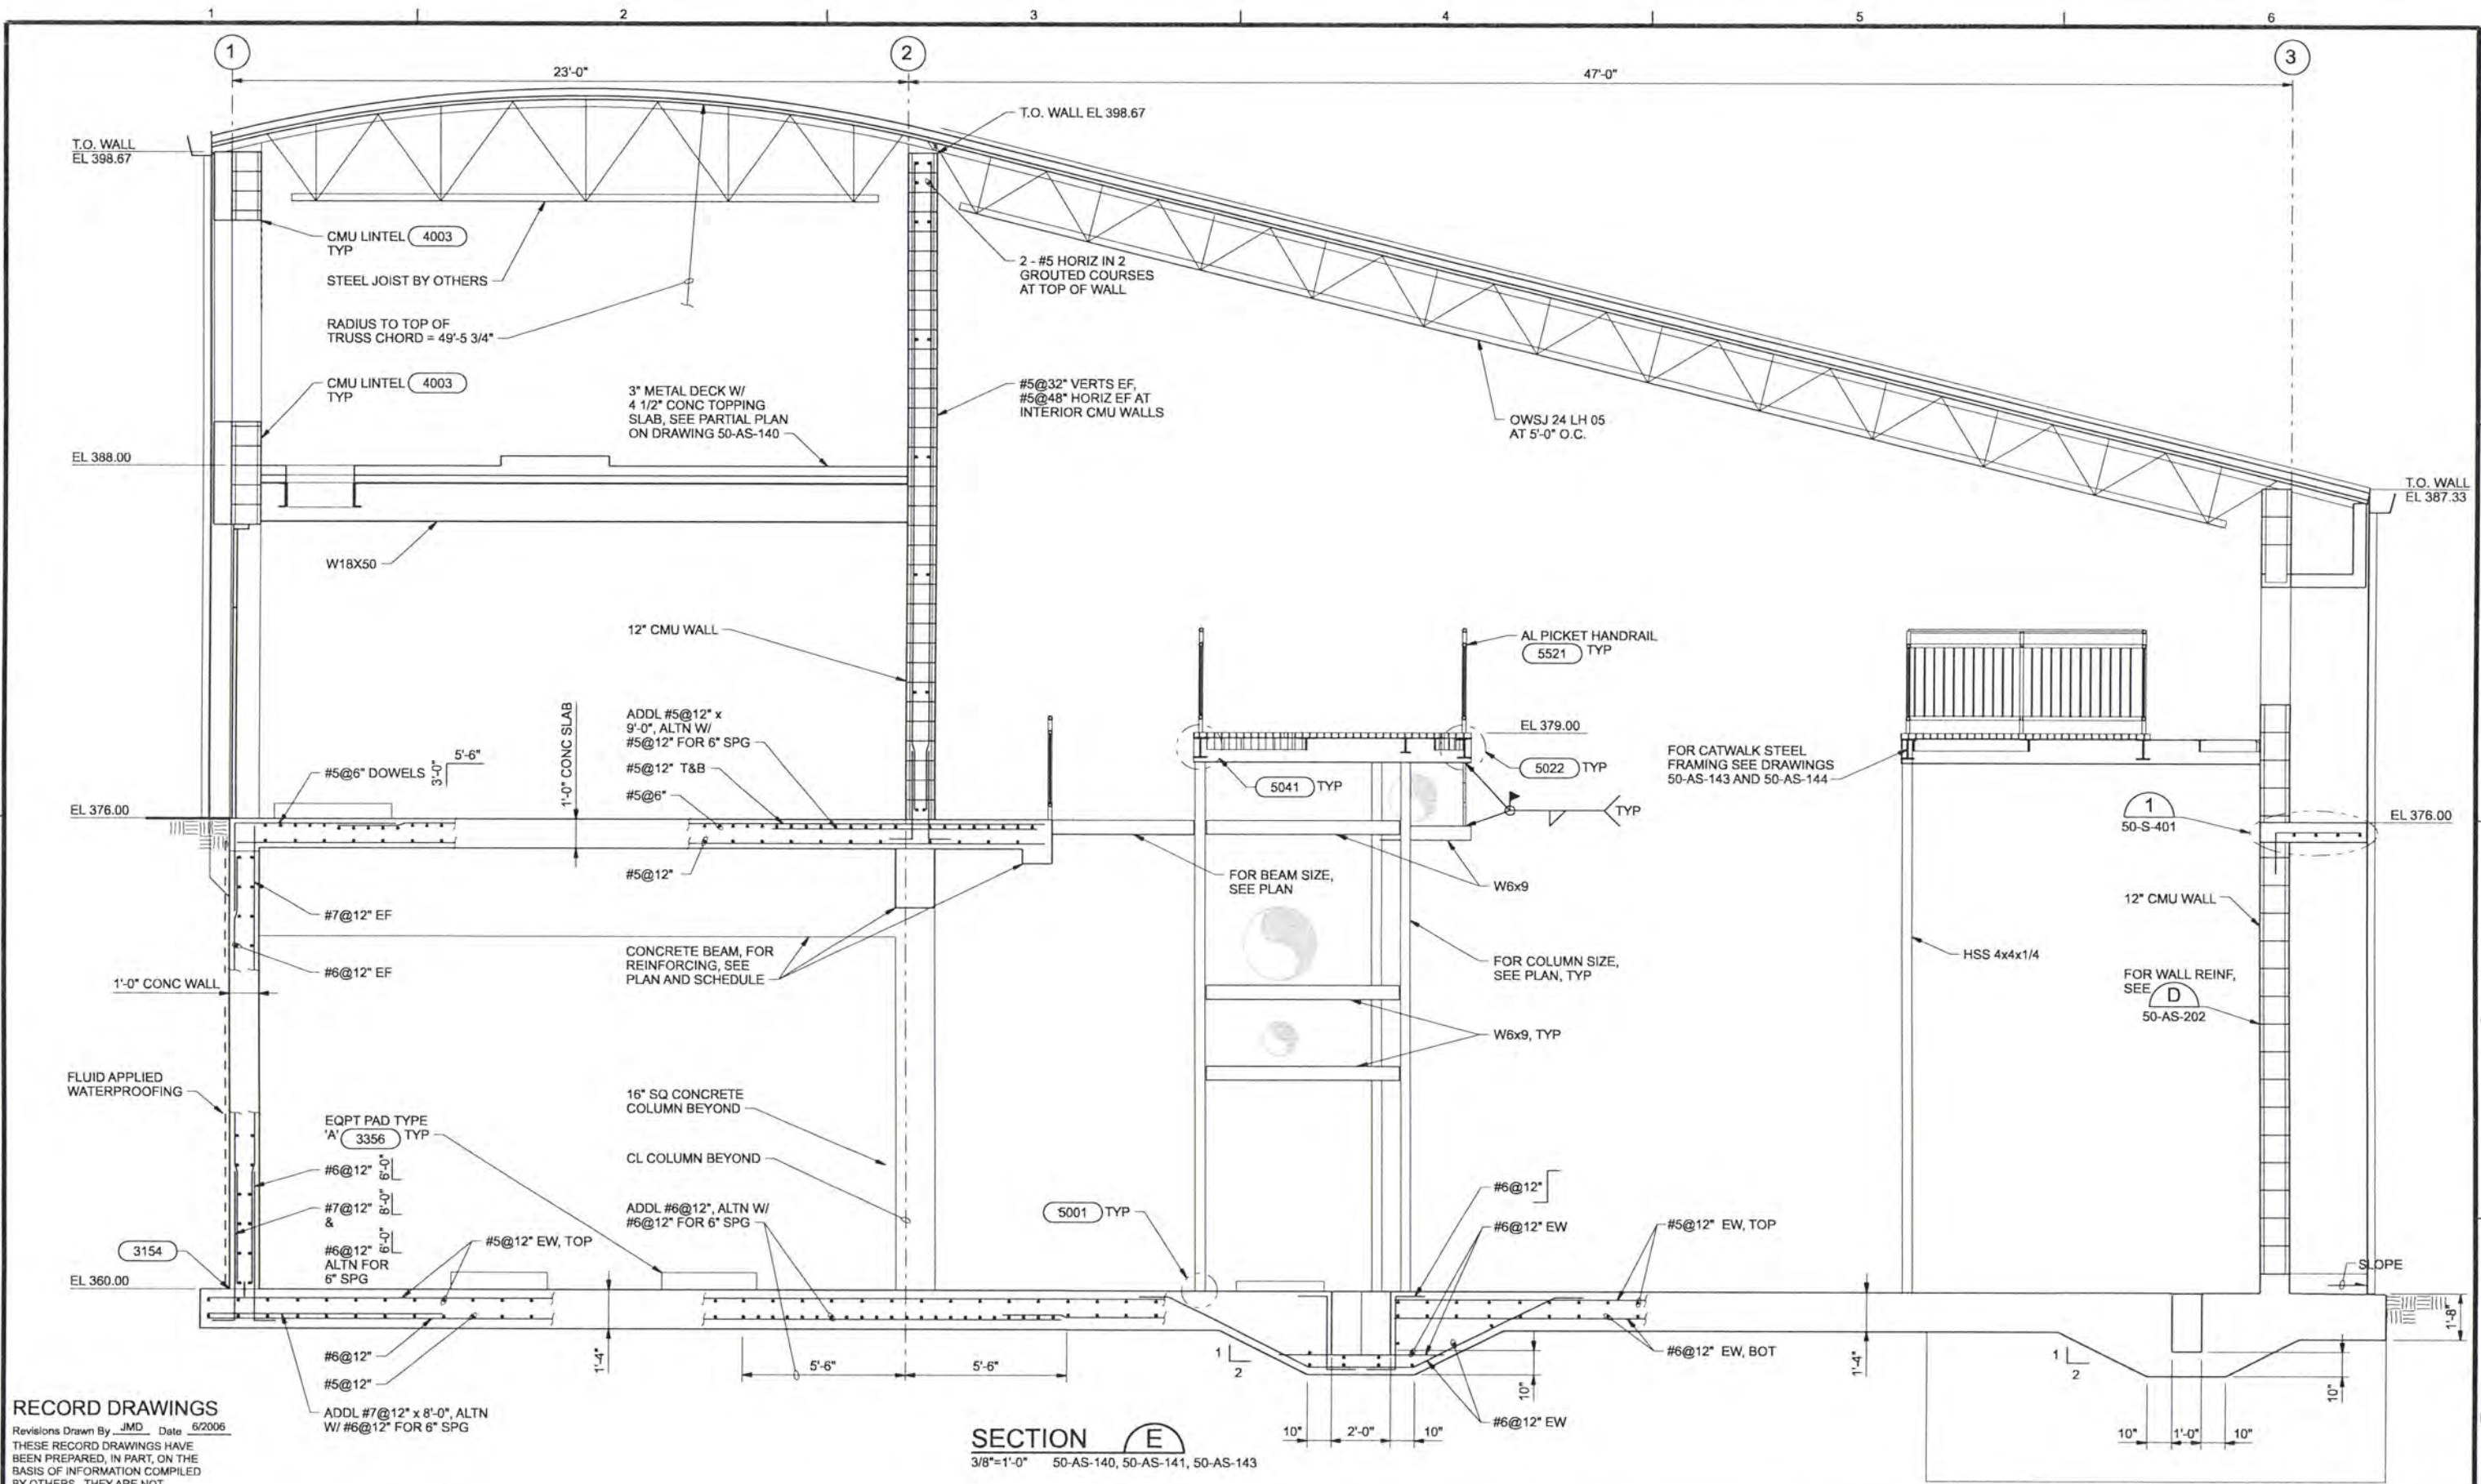 1
2
3
4
5
6
1
2
3
23'-0"
47'-0"
T.O. WALL
EL 398.67
T.O. WALL EL 398.67
CMU LINTEL 4003
TYP
STEEL JOIST BY OTHERS
2 - #5 HORIZ IN 2
GROUTED COURSES
AT TOP OF WALL
RADIUS TO TOP OF
TRUSS CHORD = 49'-5 3/4"
CMU LINTEL 4003
TYP
3" METAL DECK W/
4 1/2" CONC TOPPING
SLAB, SEE PARTIAL PLAN
ON DRAWING 50-AS-140
#5@32" VERTS EF,
#5@48" HORIZ EF AT
INTERIOR CMU WALLS
OWSJ 24 LH 05
AT 5'-0" O.C.
EL 388.00
T.O. WALL
EL 387.33
W18X50
12" CMU WALL
AL PICKET HANDRAIL
5521 TYP
ADDL #5@12" x
9'-0", ALTN W/
#5@12" FOR 6" SPG
1'-0" CONC SLAB
EL 379.00
FOR CATWALK STEEL
FRAMING SEE DRAWINGS
50-AS-143 AND 50-AS-144
#5@6" DOWELS 3'-0" 5'-6"
#5@12" T&B
#5@6"
5022 TYP
5041 TYP
TYP
1
50-S-401
EL 376.00
EL 376.00
#5@12"
FOR BEAM SIZE,
SEE PLAN
W6x9
12" CMU WALL
#7@12" EF
CONCRETE BEAM, FOR
REINFORCING, SEE
PLAN AND SCHEDULE
FOR COLUMN SIZE,
SEE PLAN, TYP
HSS 4x4x1/4
#6@12" EF
1'-0" CONC WALL
FOR WALL REINF,
SEE D
50-AS-202
W6x9, TYP
FLUID APPLIED
WATERPROOFING
16" SQ CONCRETE
COLUMN BEYOND
EQPT PAD TYPE
'A' 3356 TYP
CL COLUMN BEYOND
#6@12" 6'-0"
#7@12" 8'-0"
&
#6@12" 6'-0"
ALTN FOR
6" SPG
ADDL #6@12", ALTN W/
#6@12" FOR 6" SPG
#6@12"
5001 TYP
#6@12" EW
#5@12" EW, TOP
#5@12" EW, TOP
3154
EL 360.00
SLOPE
1'-8"
#6@12"
#5@12"
1'-4"
5'-6"
5'-6"
1
2
10"
#6@12" EW, BOT
1'-4"
1
2
10"
ADDL #7@12" x 8'-0", ALTN
W/ #6@12" FOR 6" SPG
#6@12" EW
10"
2'-0"
10"
10"
1'-0"
10"
SECTION E
3/8"=1'-0" 50-AS-140, 50-AS-141, 50-AS-143
RECORD DRAWINGS
Revisions Drawn By JMD Date 6/2006
THESE RECORD DRAWINGS HAVE
BEEN PREPARED, IN PART, ON THE
BASIS OF INFORMATION COMPILED
BY OTHERS. THEY ARE NOT